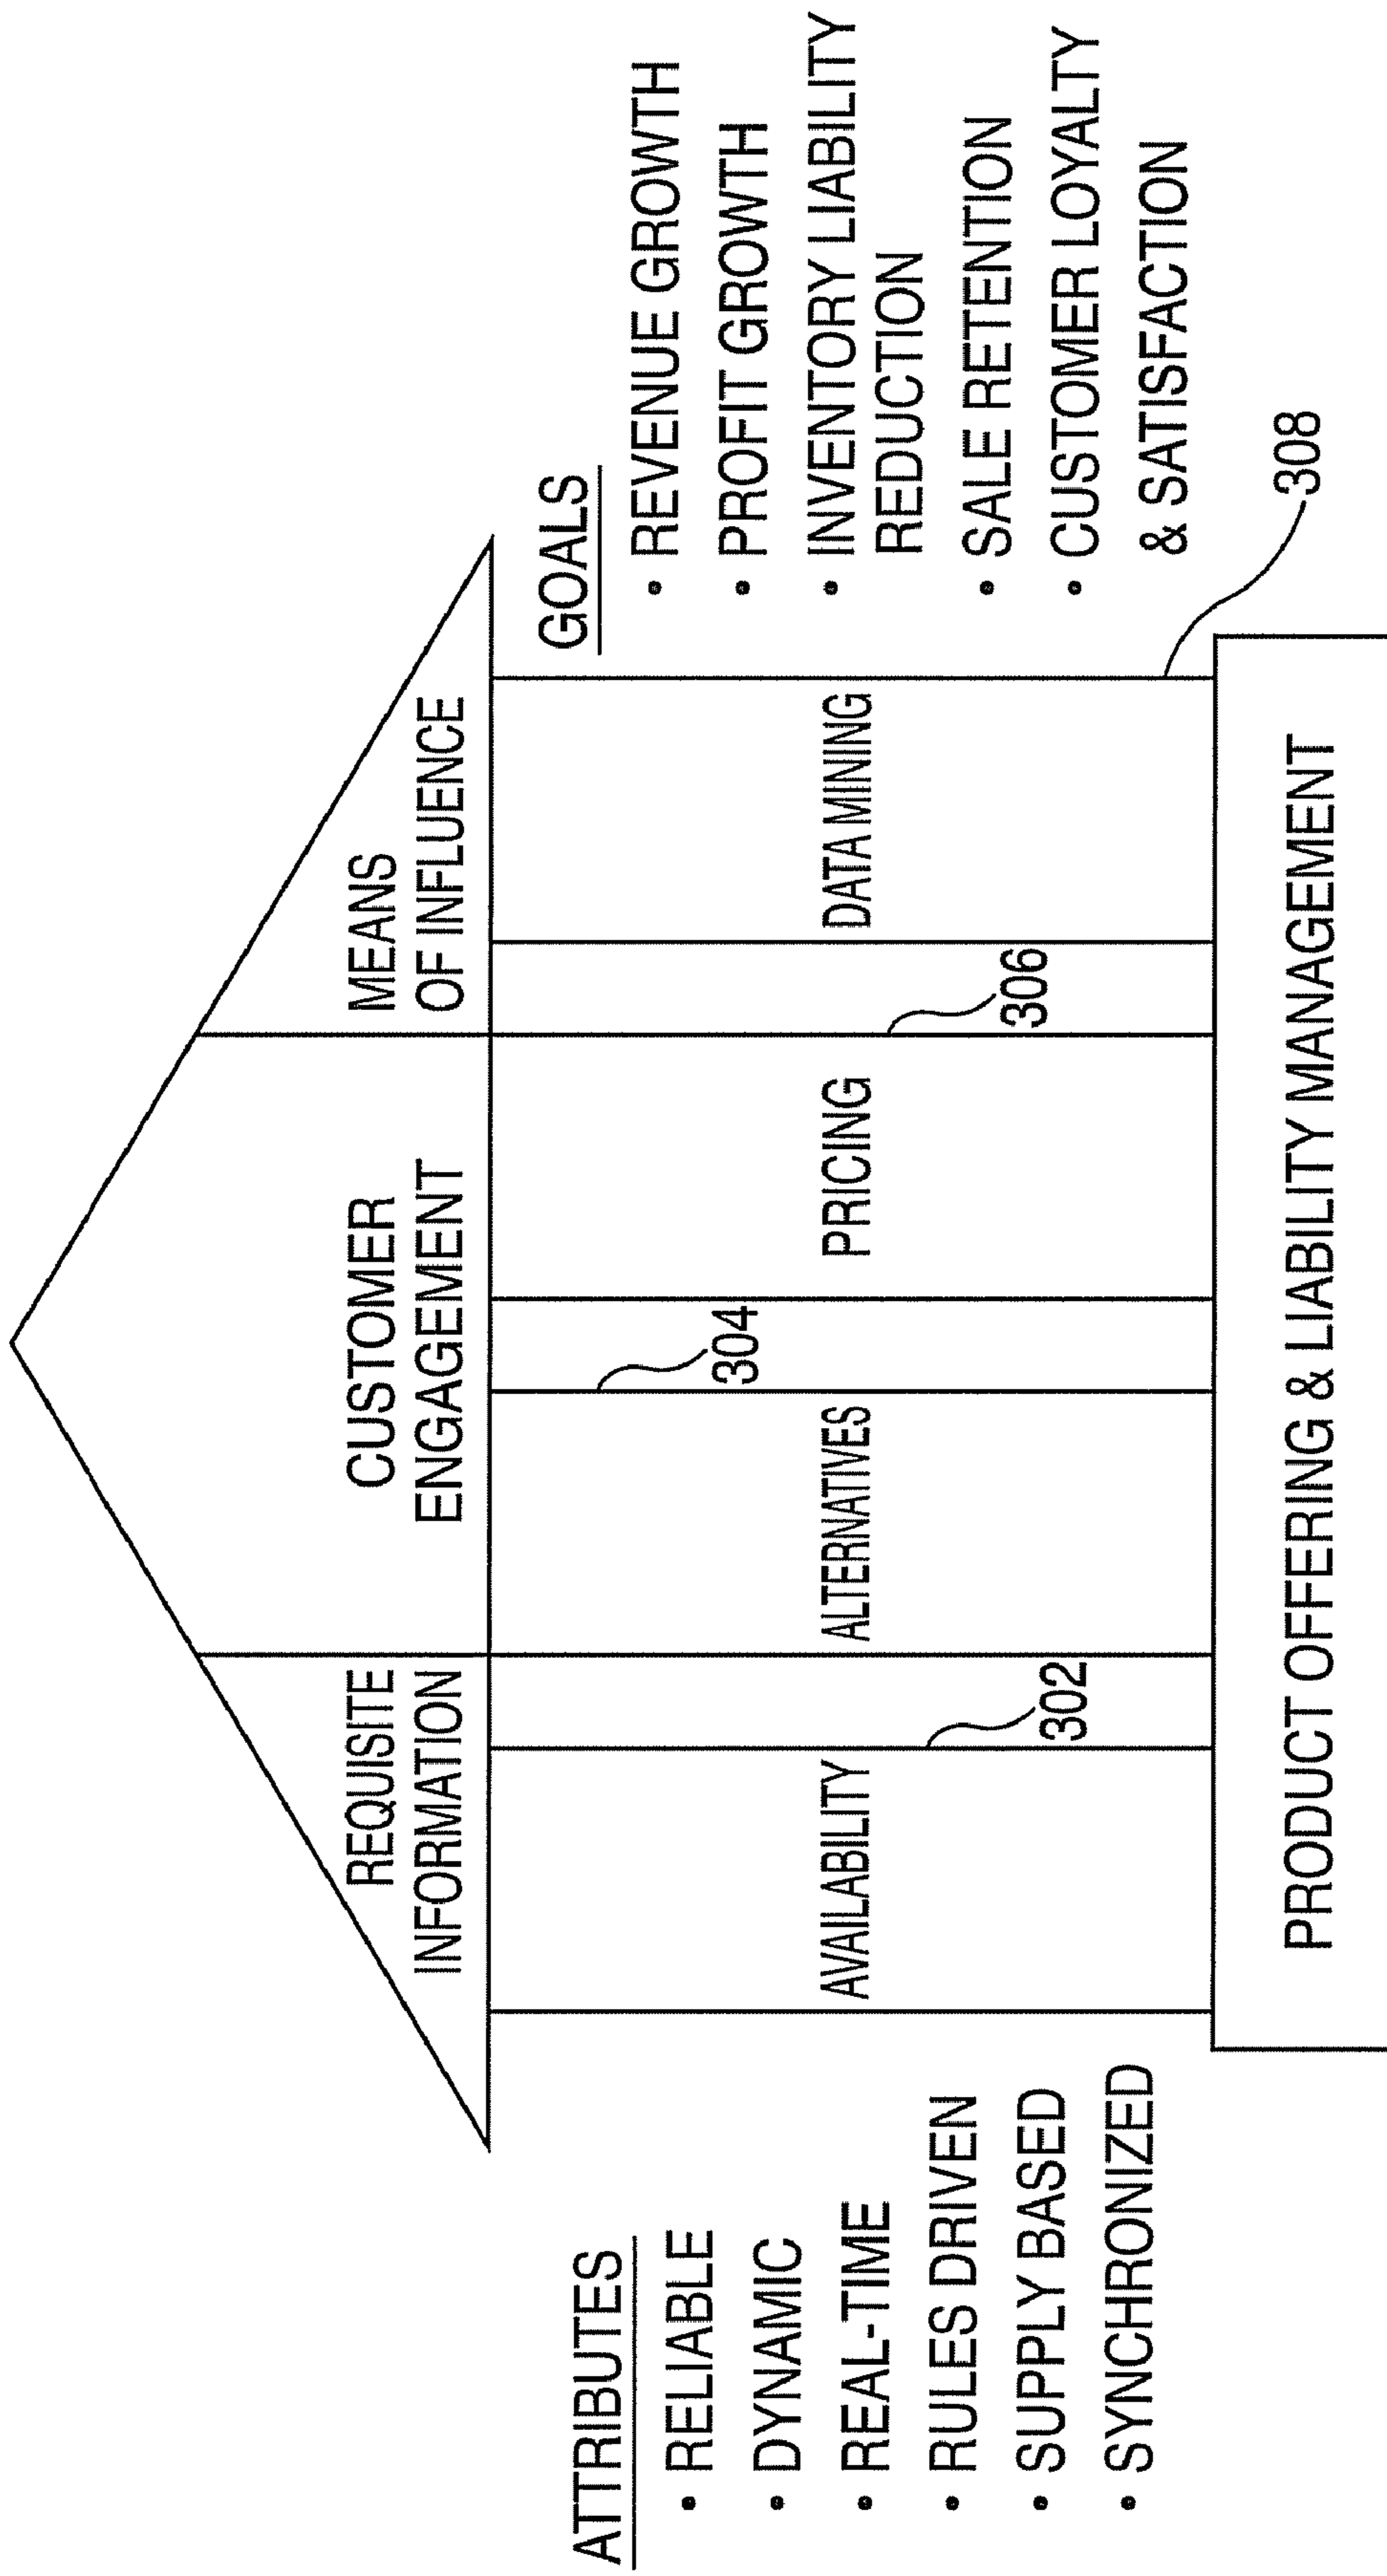 REQUISITE
INFORMATION
CUSTOMER
ENGAGEMENT
MEANS
OF INFLUENCE
ATTRIBUTES
• RELIABLE
• DYNAMIC
• REAL-TIME
• RULES DRIVEN
• SUPPLY BASED
• SYNCHRONIZED
AVAILABILITY
302
ALTERNATIVES
304
PRICING
306
DATA MINING
308
GOALS
• REVENUE GROWTH
• PROFIT GROWTH
• INVENTORY LIABILITY
REDUCTION
• SALE RETENTION
• CUSTOMER LOYALTY
& SATISFACTION
PRODUCT OFFERING & LIABILITY MANAGEMENT